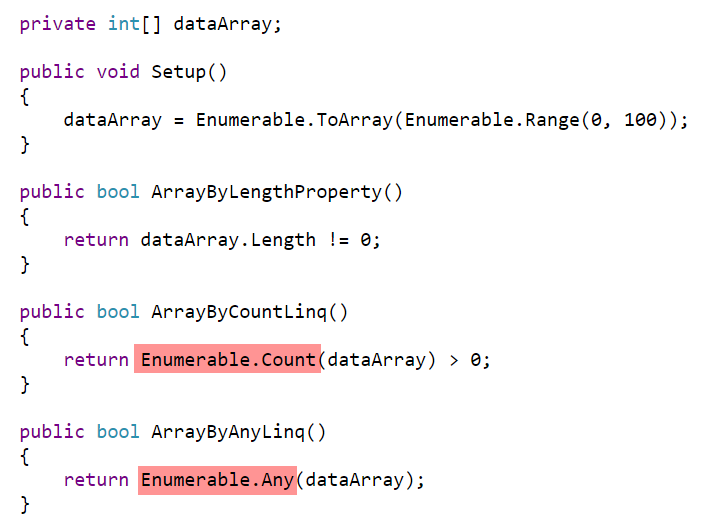 private int[] dataArray;
public void Setup()
{
    dataArray = Enumerable.ToArray(Enumerable.Range(0, 100));
}
public bool ArrayByLengthProperty()
{
    return dataArray.Length != 0;
}
public bool ArrayByCountLinq()
{
    return Enumerable.Count(dataArray) > 0;
}
public bool ArrayByAnyLinq()
{
    return Enumerable.Any(dataArray);
}